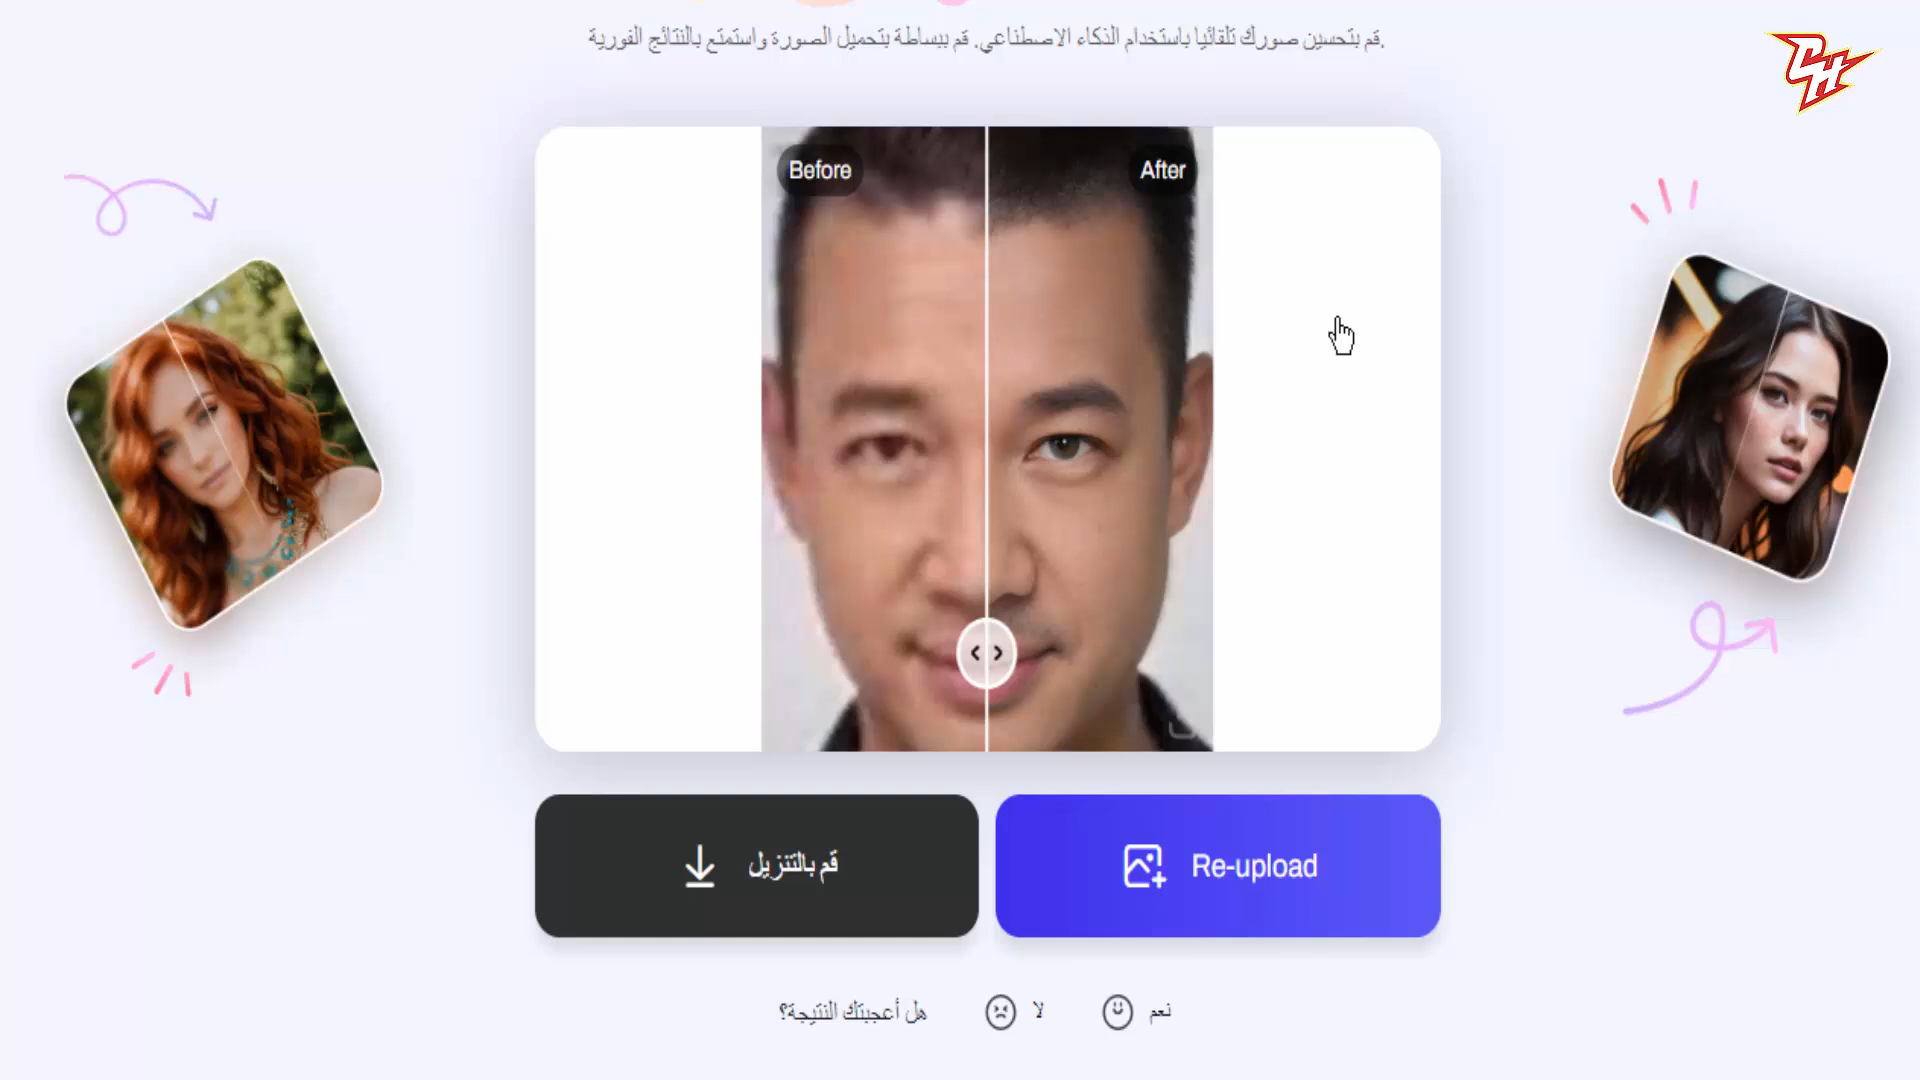 قم بتحسين صورك تلقائيا باستخدام الذكاء الاصطناعي. قم ببساطة بتحميل الصورة واستمتع بالنتائج الفورية.
CH
Before
After
قم بالتنزيل
Re-upload
هل أعجبتك النتيجة؟ لا نعم